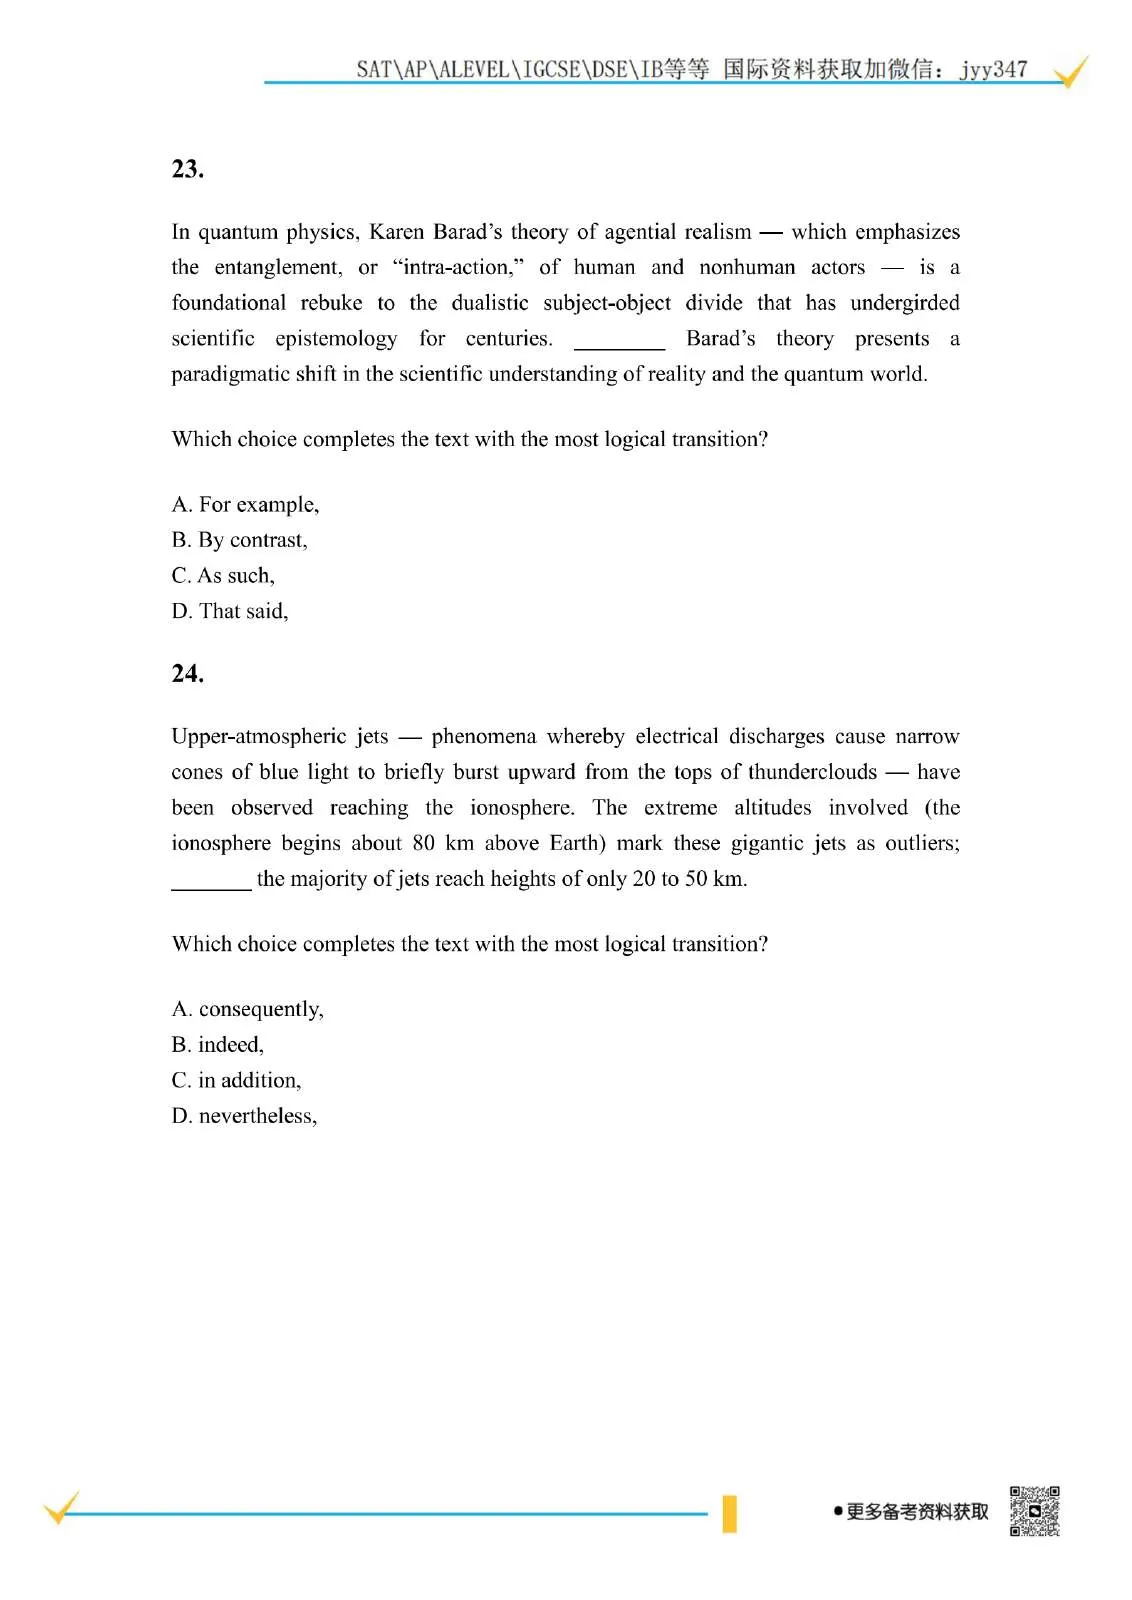 SAT\AP\ALEVEL\IGCSE\DSE\IB等等 国际资料获取加微信：jyy347
23.
In quantum physics, Karen Barad’s theory of agential realism — which emphasizes
the entanglement, or “intra-action,” of human and nonhuman actors — is a
foundational rebuke to the dualistic subject-object divide that has undergirded
scientific epistemology for centuries. ________ Barad’s theory presents a
paradigmatic shift in the scientific understanding of reality and the quantum world.
Which choice completes the text with the most logical transition?
A. For example,
B. By contrast,
C. As such,
D. That said,
24.
Upper-atmospheric jets — phenomena whereby electrical discharges cause narrow
cones of blue light to briefly burst upward from the tops of thunderclouds — have
been observed reaching the ionosphere. The extreme altitudes involved (the
ionosphere begins about 80 km above Earth) mark these gigantic jets as outliers;
_______ the majority of jets reach heights of only 20 to 50 km.
Which choice completes the text with the most logical transition?
A. consequently,
B. indeed,
C. in addition,
D. nevertheless,
●更多备考资料获取